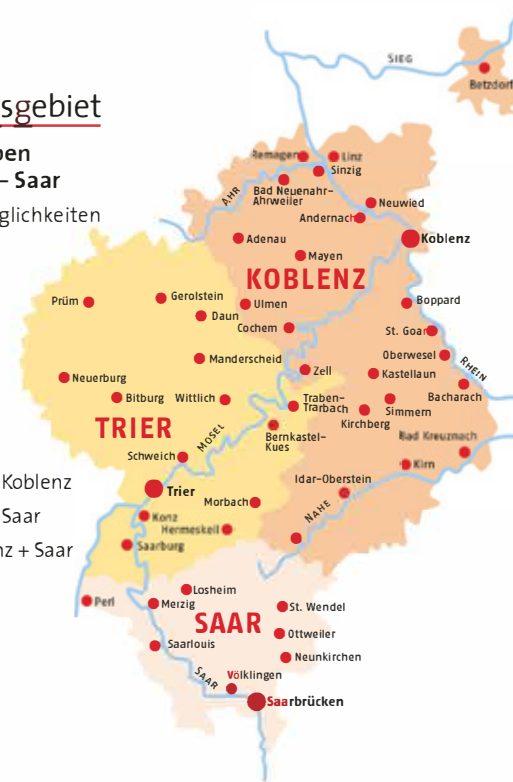 sgebiet
ben
– Saar
glichkeiten
Koblenz
Saar
nz + Saar
SIEG
Betzdorf
Remagen
Linz
Sinzig
AHR
Bad Neuenahr-
Ahrweiler
Neuwied
Andernach
Adenau
Koblenz
Mayen
KOBLENZ
Prüm
Gerolstein
Ulmen
Boppard
Daun
Cochem
St. Goar
Manderscheid
Oberwesel
RHEIN
Zell
Kastellaun
Neuerburg
Bacharach
Bitburg
Wittlich
Traben-
Trarbach
Simmern
Kirchberg
TRIER
MOSEL
Bernkastel-
Kues
Bad Kreuznach
Schweich
Kirn
Idar-Oberstein
Trier
Morbach
NAHE
Konz
Hermeskeil
Saarburg
Losheim
Perl
Merzig
St. Wendel
SAAR
Ottweiler
Saarlouis
Neunkirchen
SAAR
Völklingen
Saarbrücken